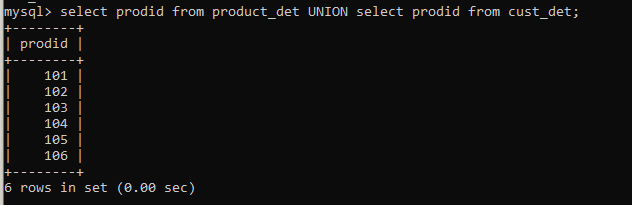 mysql> select prodid from product_det UNION select prodid from cust_det;
+--------+
| prodid |
+--------+
|    101 |
|    102 |
|    103 |
|    104 |
|    105 |
|    106 |
+--------+
6 rows in set (0.00 sec)